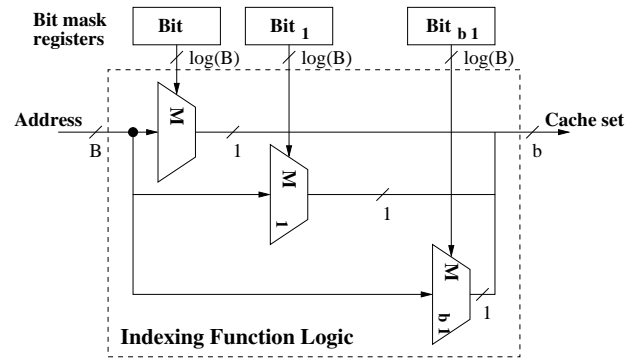 Bit mask
registers
Bit
Bit 1
Bit b 1
log(B)
log(B)
log(B)
Address
B
M
1
Cache set
b
M
1
1
M
b 1
1
Indexing Function Logic